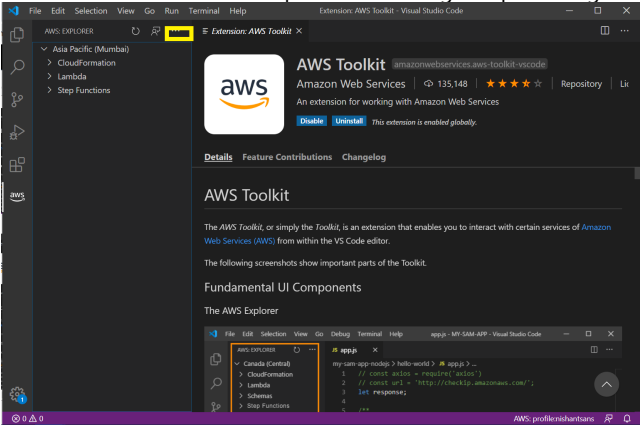 File Edit Selection View Go Run Terminal Help Extension: AWS Toolkit - Visual Studio Code
AWS: EXPLORER
Extension: AWS Toolkit
Asia Pacific (Mumbai)
CloudFormation
Lambda
Step Functions
aws
AWS Toolkit amazonwebservices.aws-toolkit-vscode
Amazon Web Services 135,148 Repository Lic
An extension for working with Amazon Web Services
Disable Uninstall This extension is enabled globally.
Details Feature Contributions Changelog
aws
AWS Toolkit
The AWS Toolkit, or simply the Toolkit, is an extension that enables you to interact with certain services of Amazon
Web Services (AWS) from within the VS Code editor.
The following screenshots show important parts of the Toolkit.
Fundamental UI Components
The AWS Explorer
File Edit Selection View Go Debug Terminal Help app.js - MY-SAM-APP - Visual Studio Code
AWS: EXPLORER
JS app.js
Canada (Central)
CloudFormation
Lambda
Schemas
Step Functions
my-sam-app-nodejs > hello-world > JS app.js > ...
1 // const axios = require('axios')
2 // const url = 'http://checkip.amazonaws.com/';
3 let response;
4
5 /**
1
0 0 AWS: profile:nishantsans